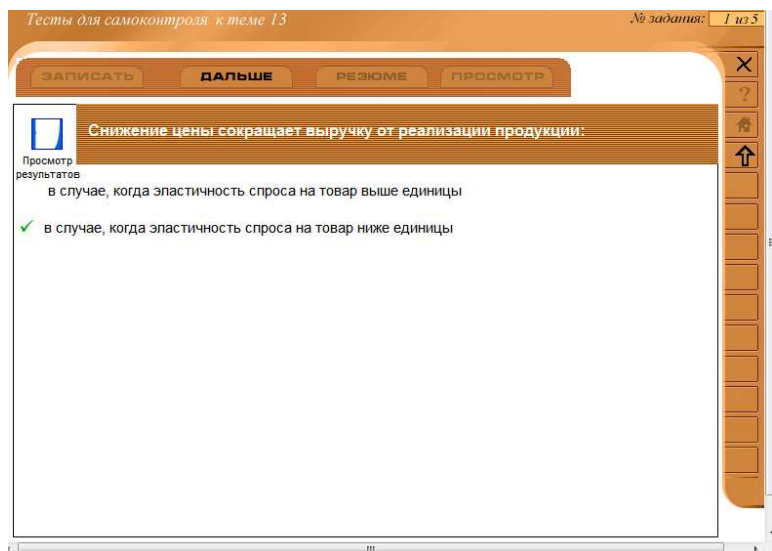 Тесты для самоконтроля к теме 13
№ задания: 1 из 5
ЗАПИСАТЬ ДАЛЬШЕ РЕЗЮМЕ ПРОСМОТР
?
Снижение цены сокращает выручку от реализации продукции:
Просмотр
результатов
в случае, когда эластичность спроса на товар выше единицы
в случае, когда эластичность спроса на товар ниже единицы